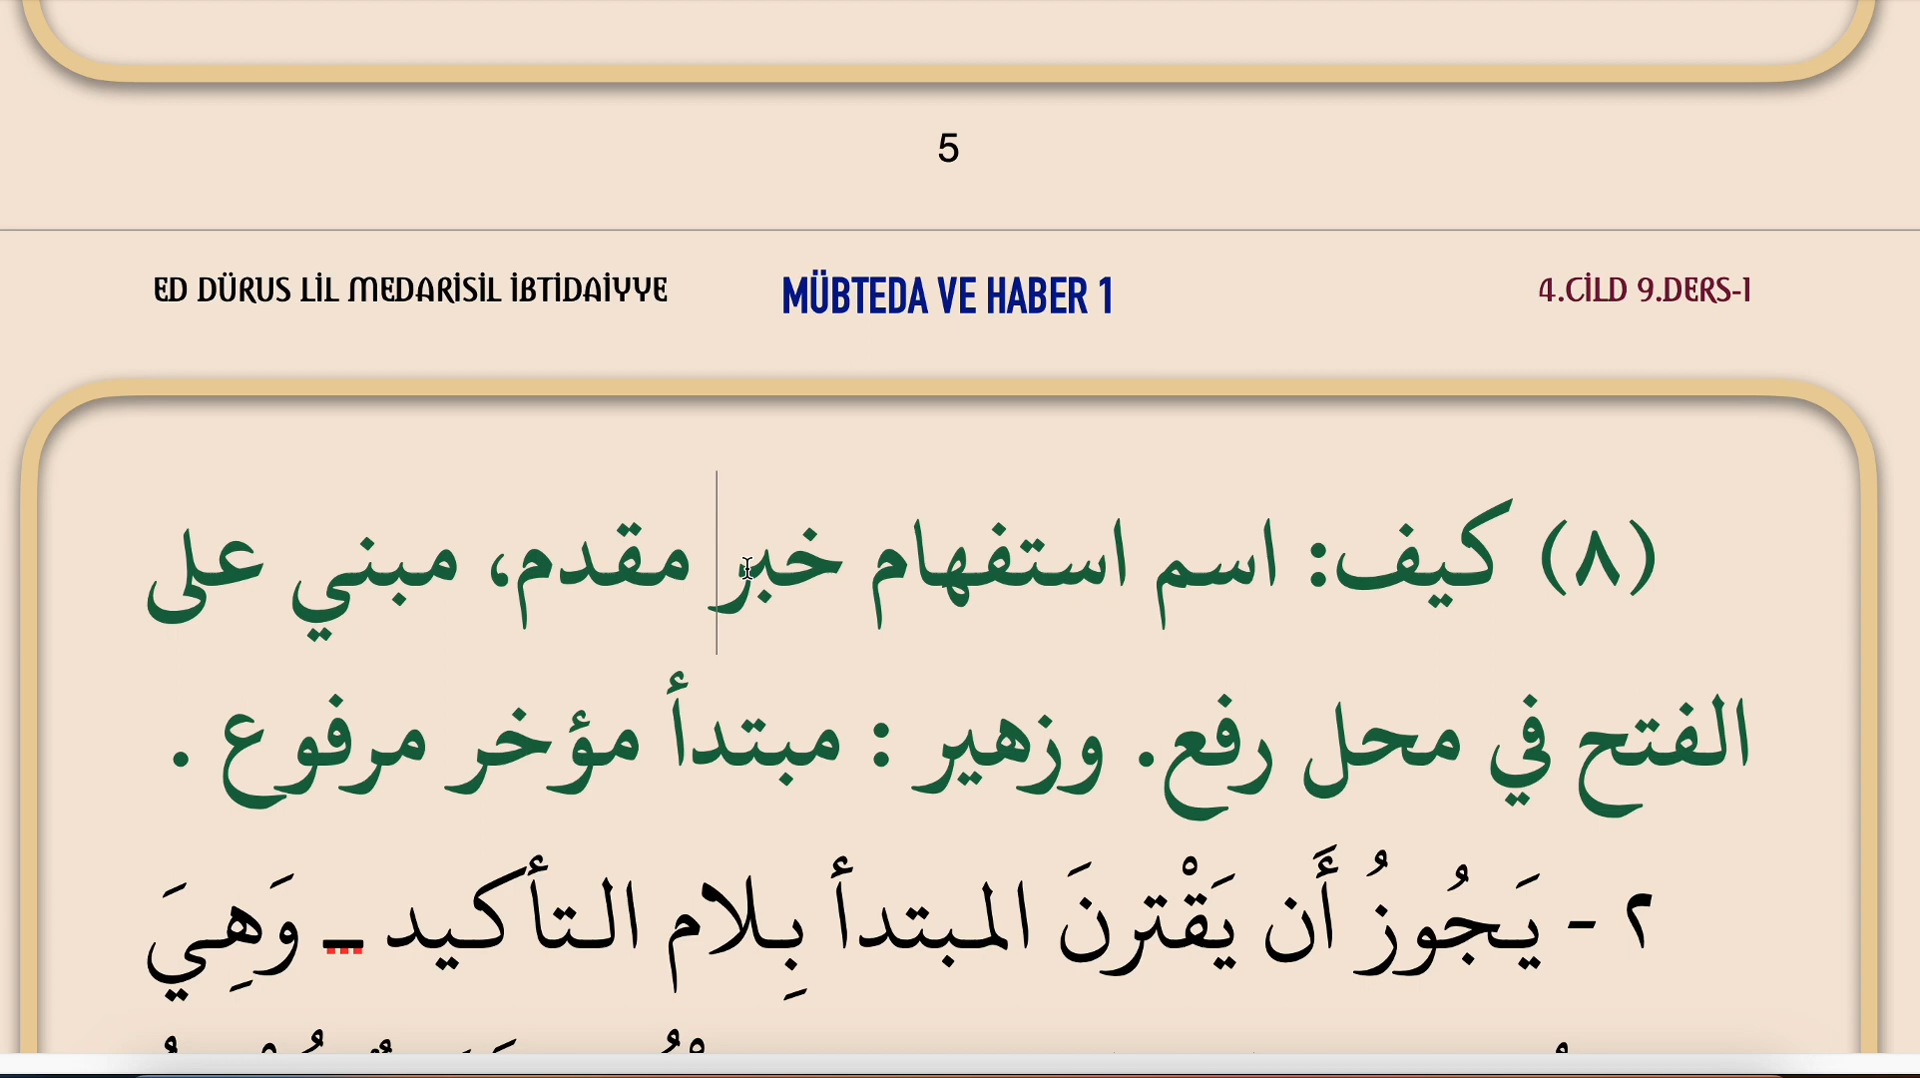 5
ED DÜRUS LİL MEDARİSİL İBTİDAİYYE MÜBTEDA VE HABER 1 4.CİLD 9.DERS-1
(٨) كيف: اسم استفهام خبر مقدم، مبني على
الفتح في محل رفع. وزهير : مبتدأ مؤخر مرفوع .
٢ - يَجُوزُ أَن يَقْترنَ المبتدأ بِلام التأكيد ــ وَهِيَ